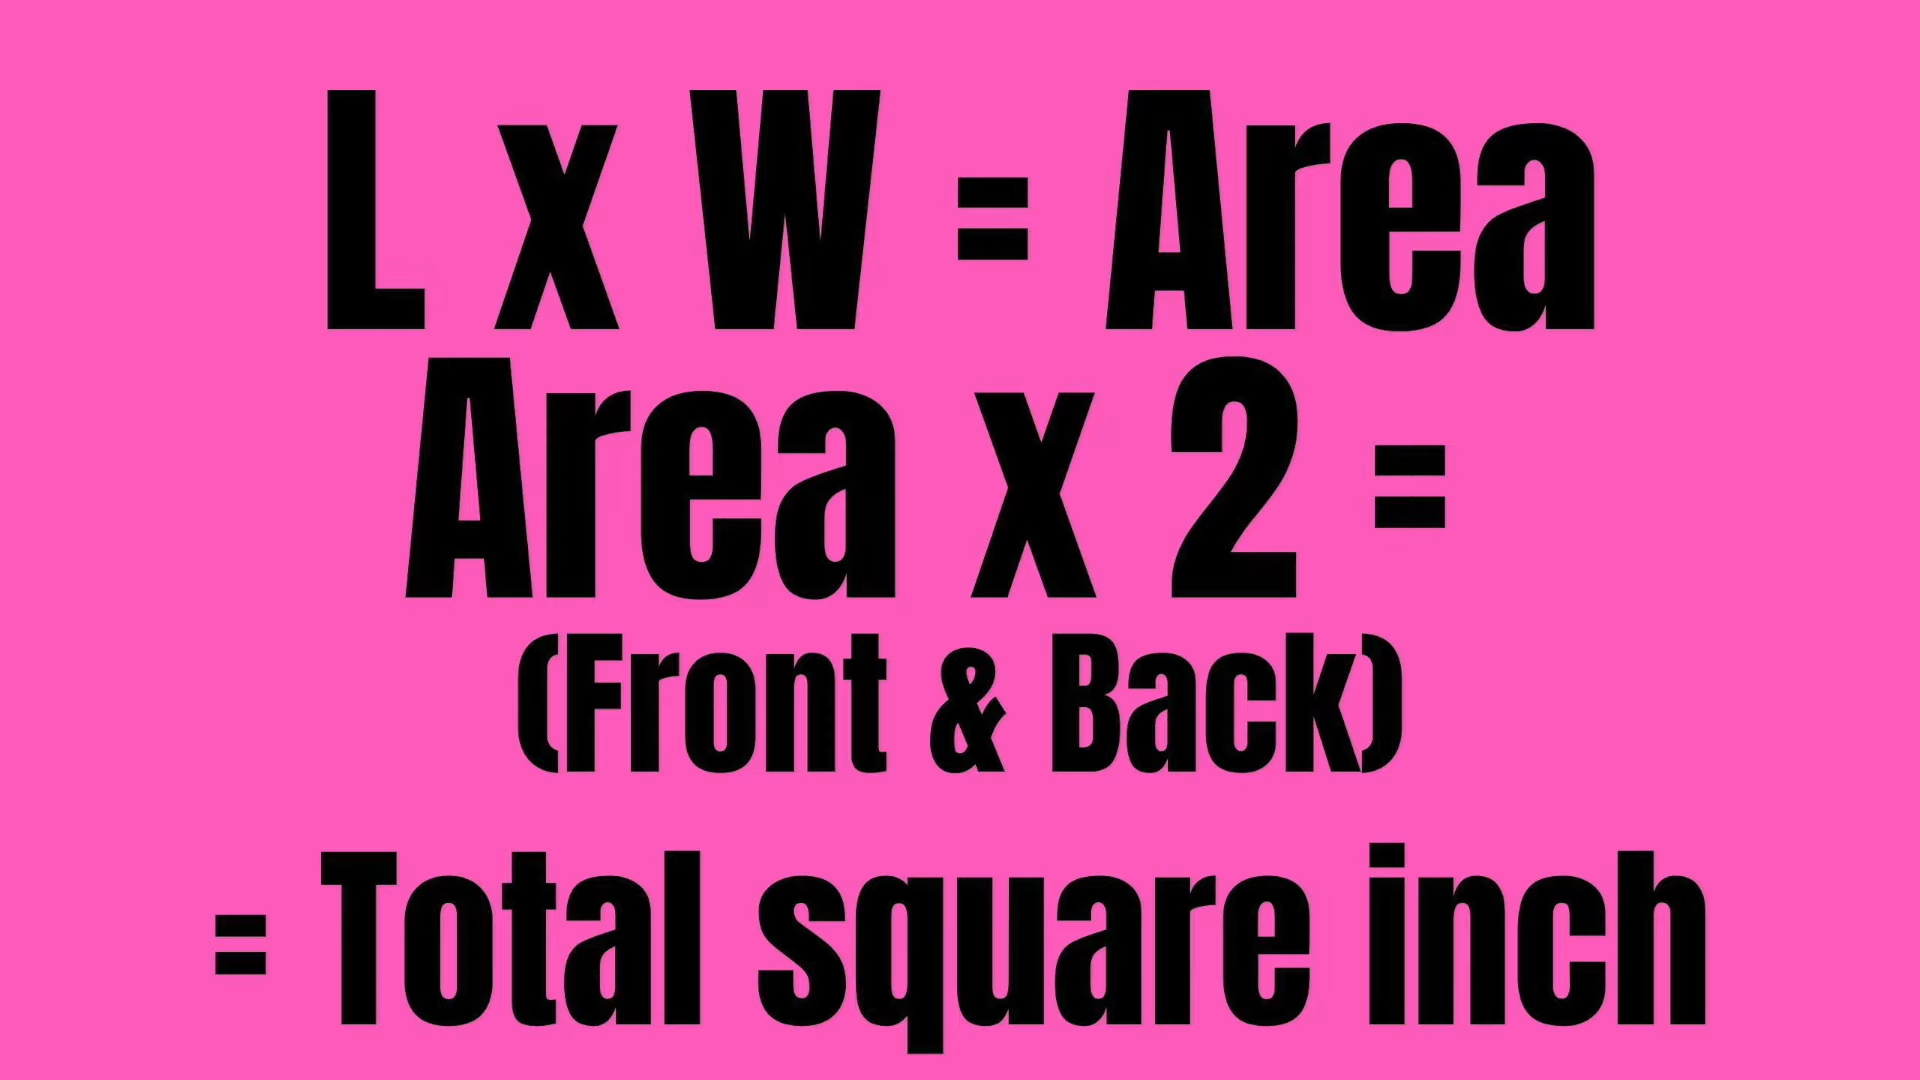 L x W = Area
Area x 2 =
(Front & Back)
= Total square inch